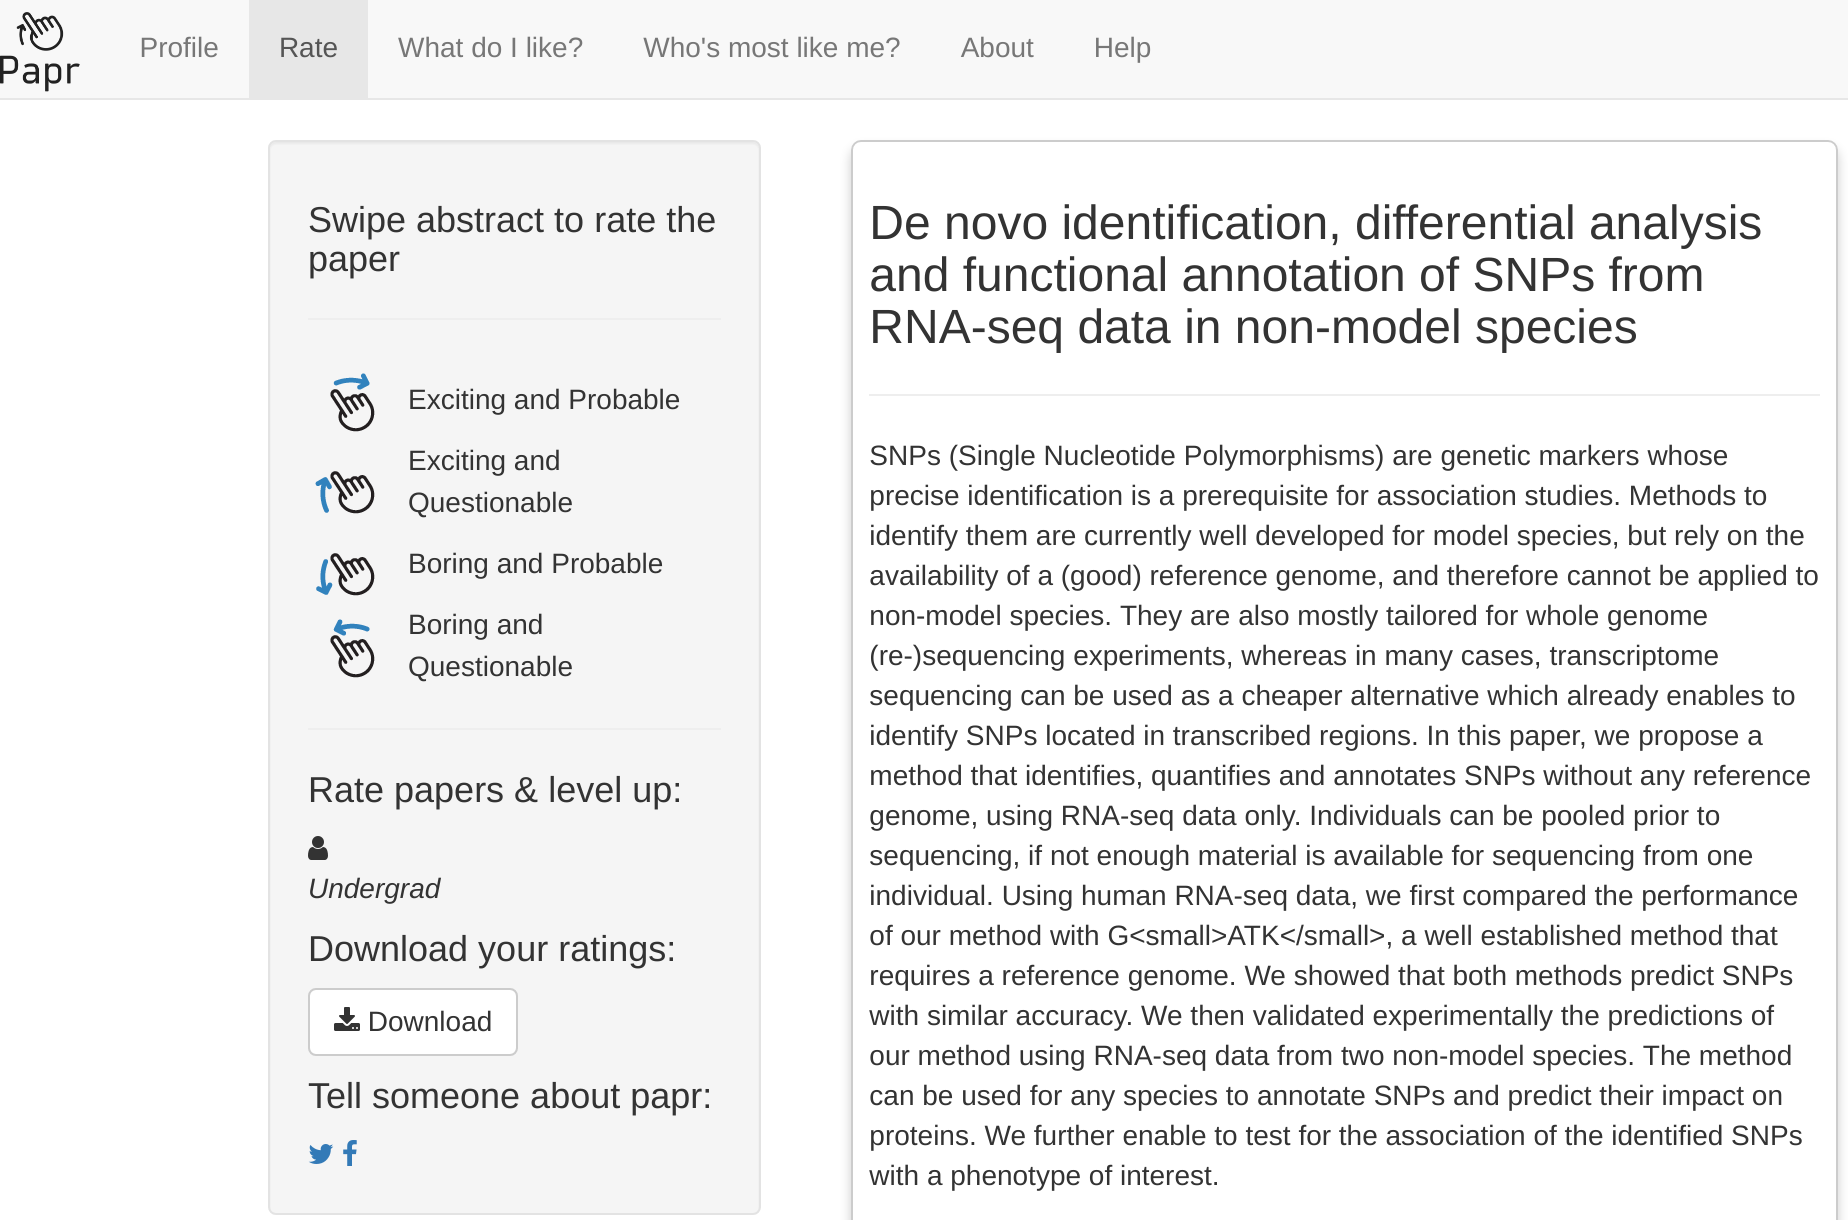 Papr
Profile
Rate
What do I like?
Who's most like me?
About
Help
Swipe abstract to rate the
paper
Exciting and Probable
Exciting and
Questionable
Boring and Probable
Boring and
Questionable
Rate papers & level up:
Undergrad
Download your ratings:
Download
Tell someone about papr:
De novo identification, differential analysis
and functional annotation of SNPs from
RNA-seq data in non-model species
SNPs (Single Nucleotide Polymorphisms) are genetic markers whose
precise identification is a prerequisite for association studies. Methods to
identify them are currently well developed for model species, but rely on the
availability of a (good) reference genome, and therefore cannot be applied to
non-model species. They are also mostly tailored for whole genome
(re-)sequencing experiments, whereas in many cases, transcriptome
sequencing can be used as a cheaper alternative which already enables to
identify SNPs located in transcribed regions. In this paper, we propose a
method that identifies, quantifies and annotates SNPs without any reference
genome, using RNA-seq data only. Individuals can be pooled prior to
sequencing, if not enough material is available for sequencing from one
individual. Using human RNA-seq data, we first compared the performance
of our method with G<small>ATK</small>, a well established method that
requires a reference genome. We showed that both methods predict SNPs
with similar accuracy. We then validated experimentally the predictions of
our method using RNA-seq data from two non-model species. The method
can be used for any species to annotate SNPs and predict their impact on
proteins. We further enable to test for the association of the identified SNPs
with a phenotype of interest.